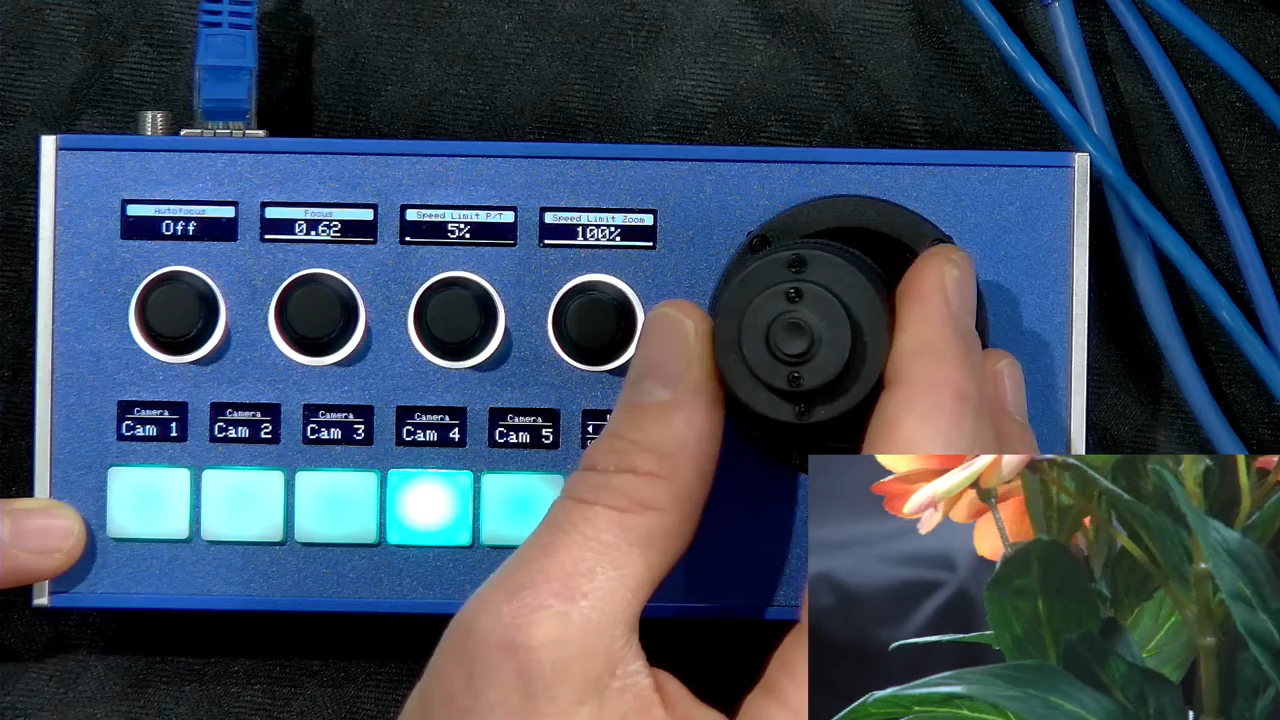 Autofocus
Off
Focus
0.62
Speed Limit P/T
5%
Speed Limit Zoom
100%
Camera
Cam 1
Camera
Cam 2
Camera
Cam 3
Camera
Cam 4
Camera
Cam 5